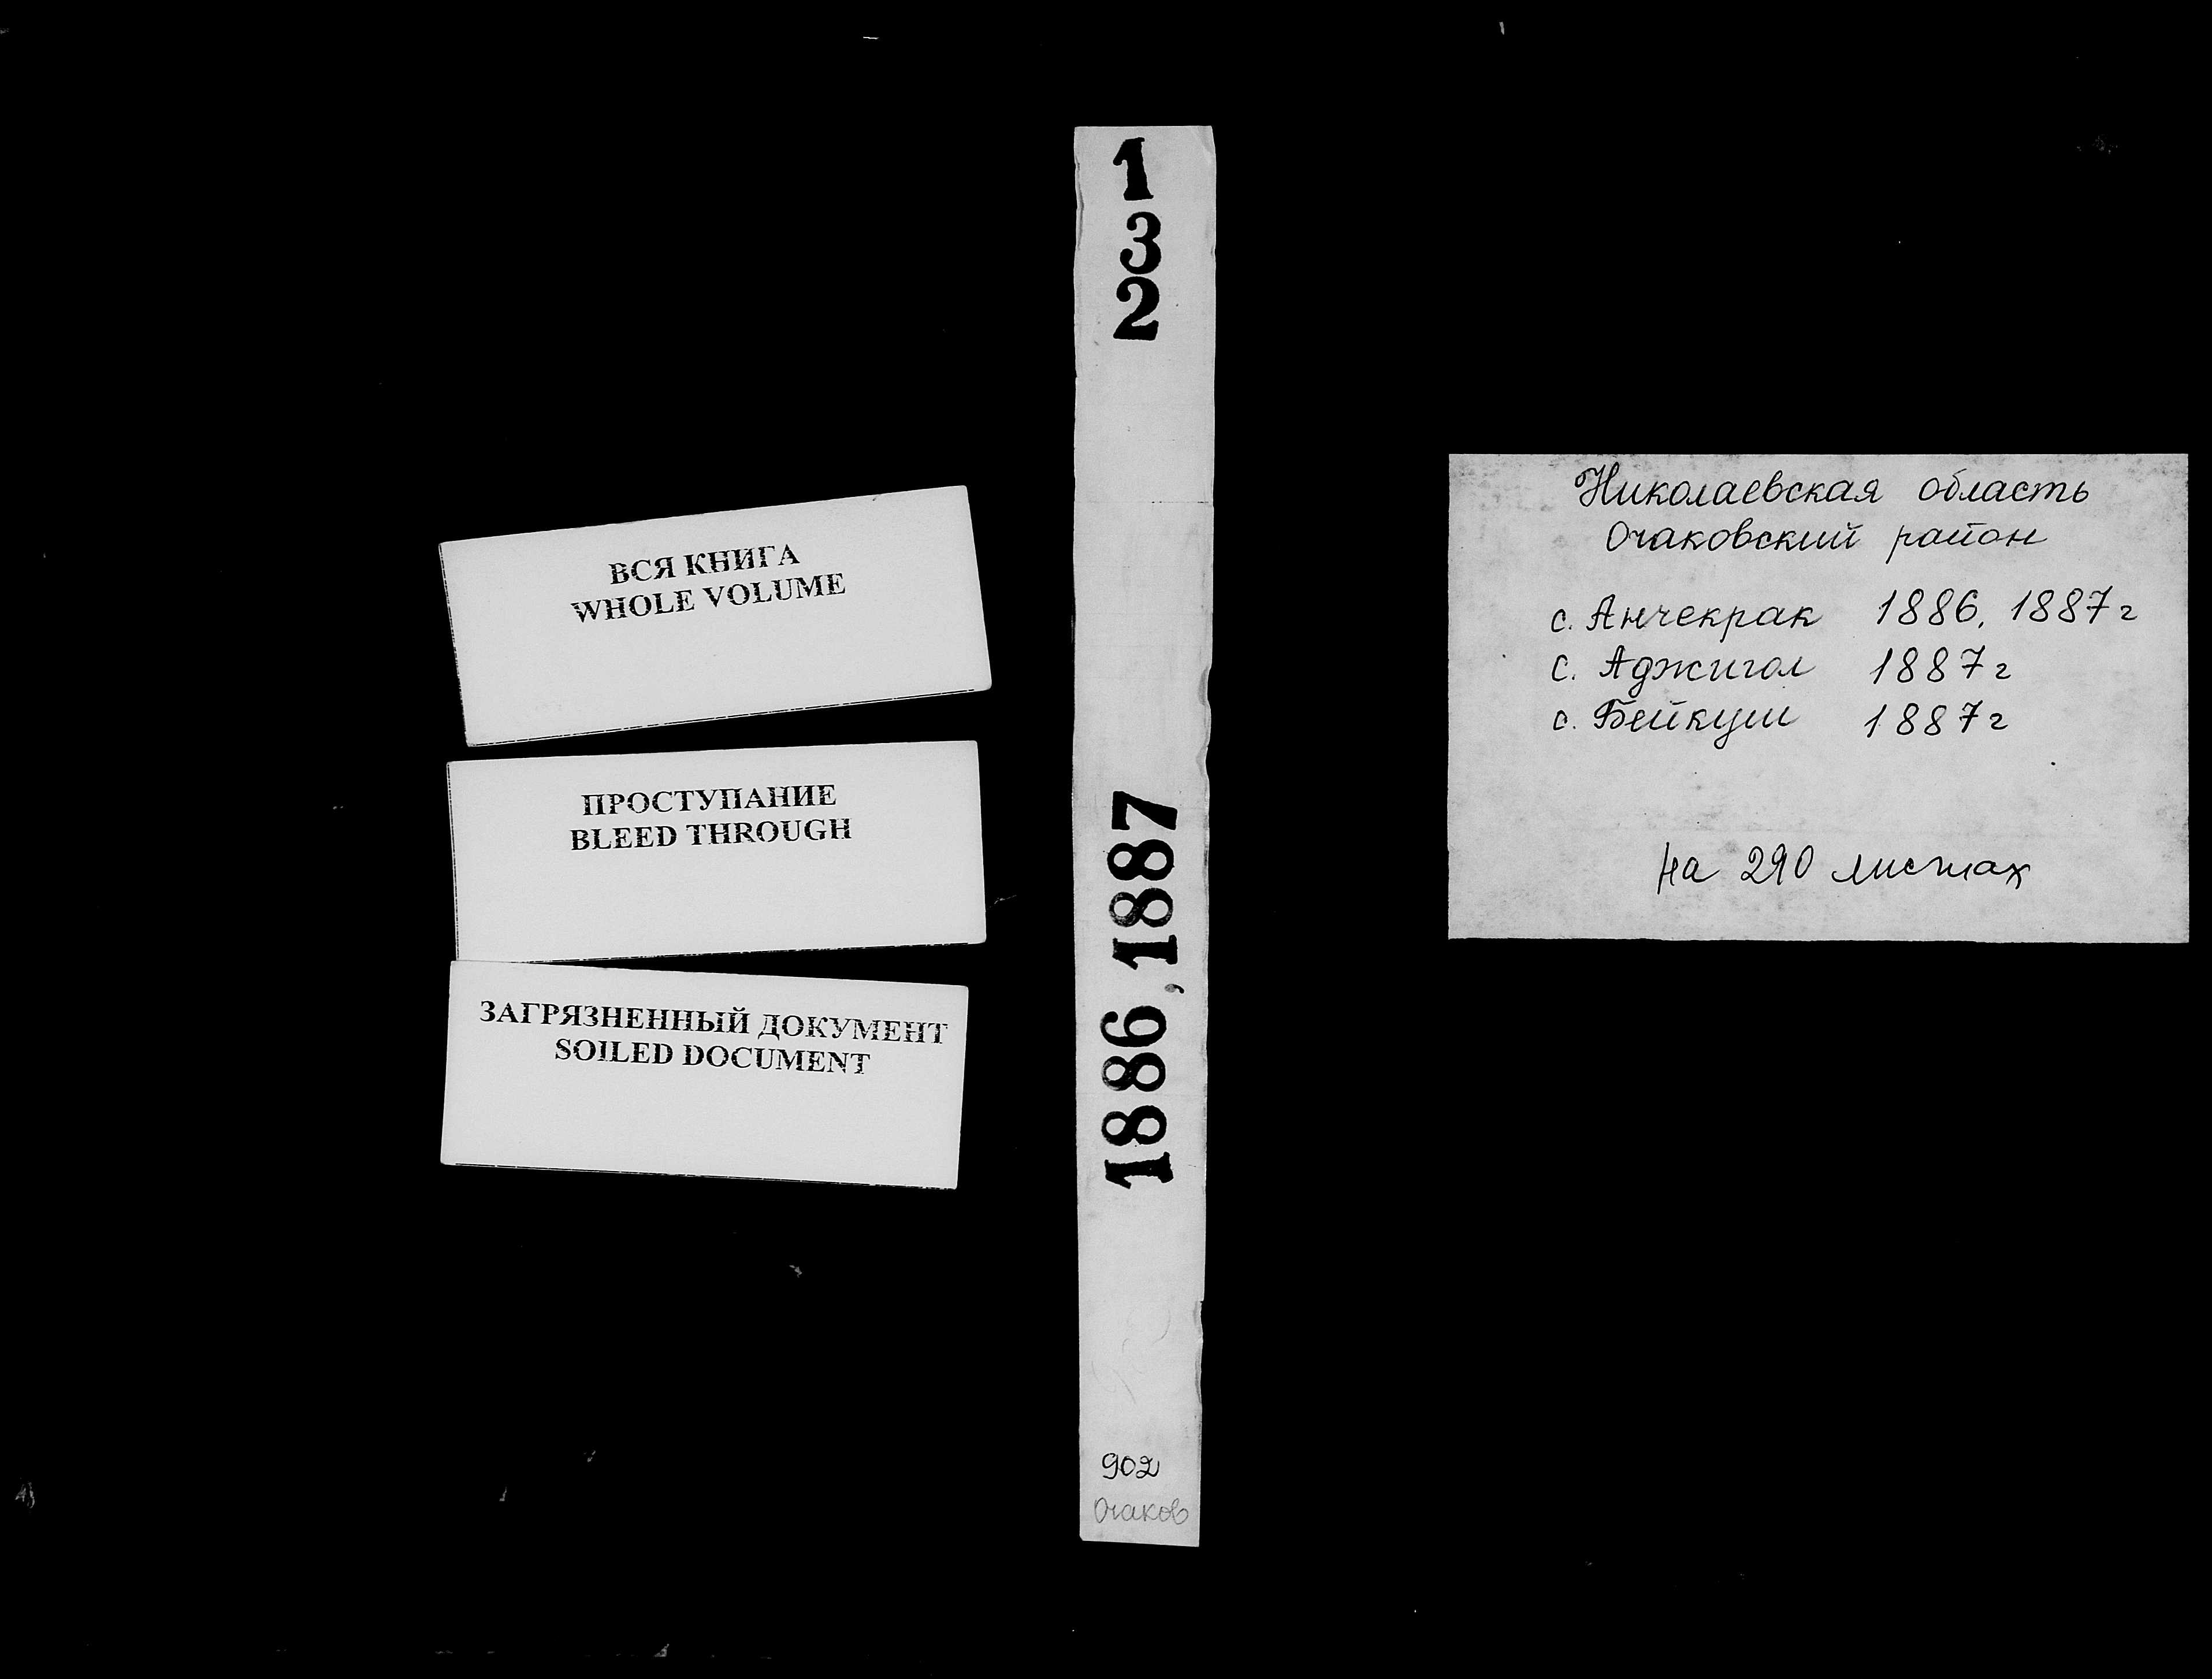 ВСЯ КНИГА
WHOLE VOLUME
ПРОСТУПАНИЕ
BLEED THROUGH
ЗАГРЯЗНЕННЫЙ ДОКУМЕНТ
SOILED DOCUMENT
1
3
2
1886, 1887
902
Очаков
Николаевская область
Очаковский район
с. Анчекрак 1886, 1887 г
с. Аджигол 1887 г
с. Бейкуш 1887 г
на 290 листах